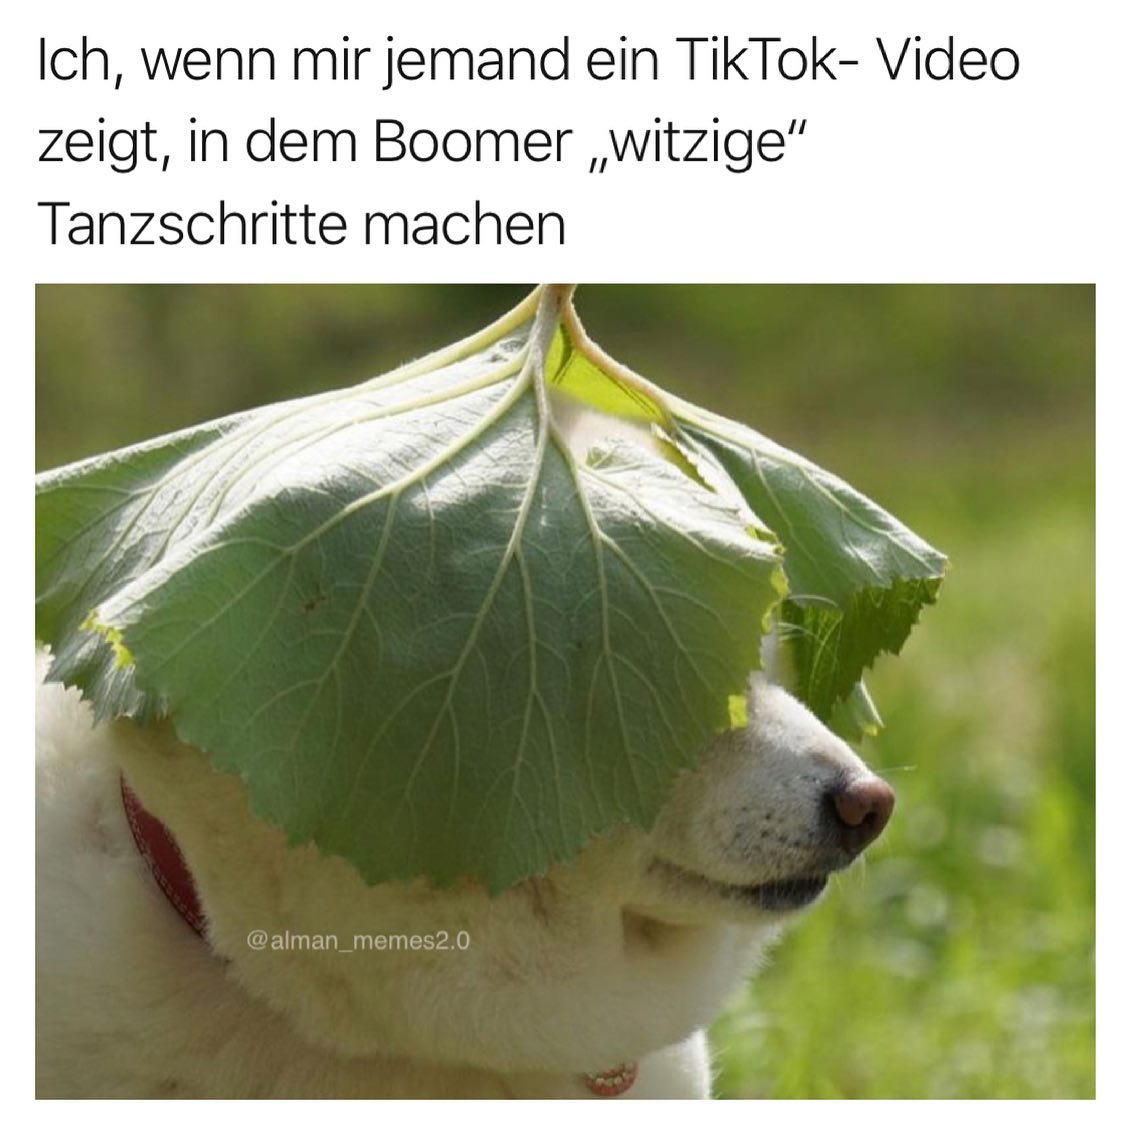 Ich, wenn mir jemand ein TikTok- Video
zeigt, in dem Boomer „witzige“
Tanzschritte machen
@alman_memes2.0